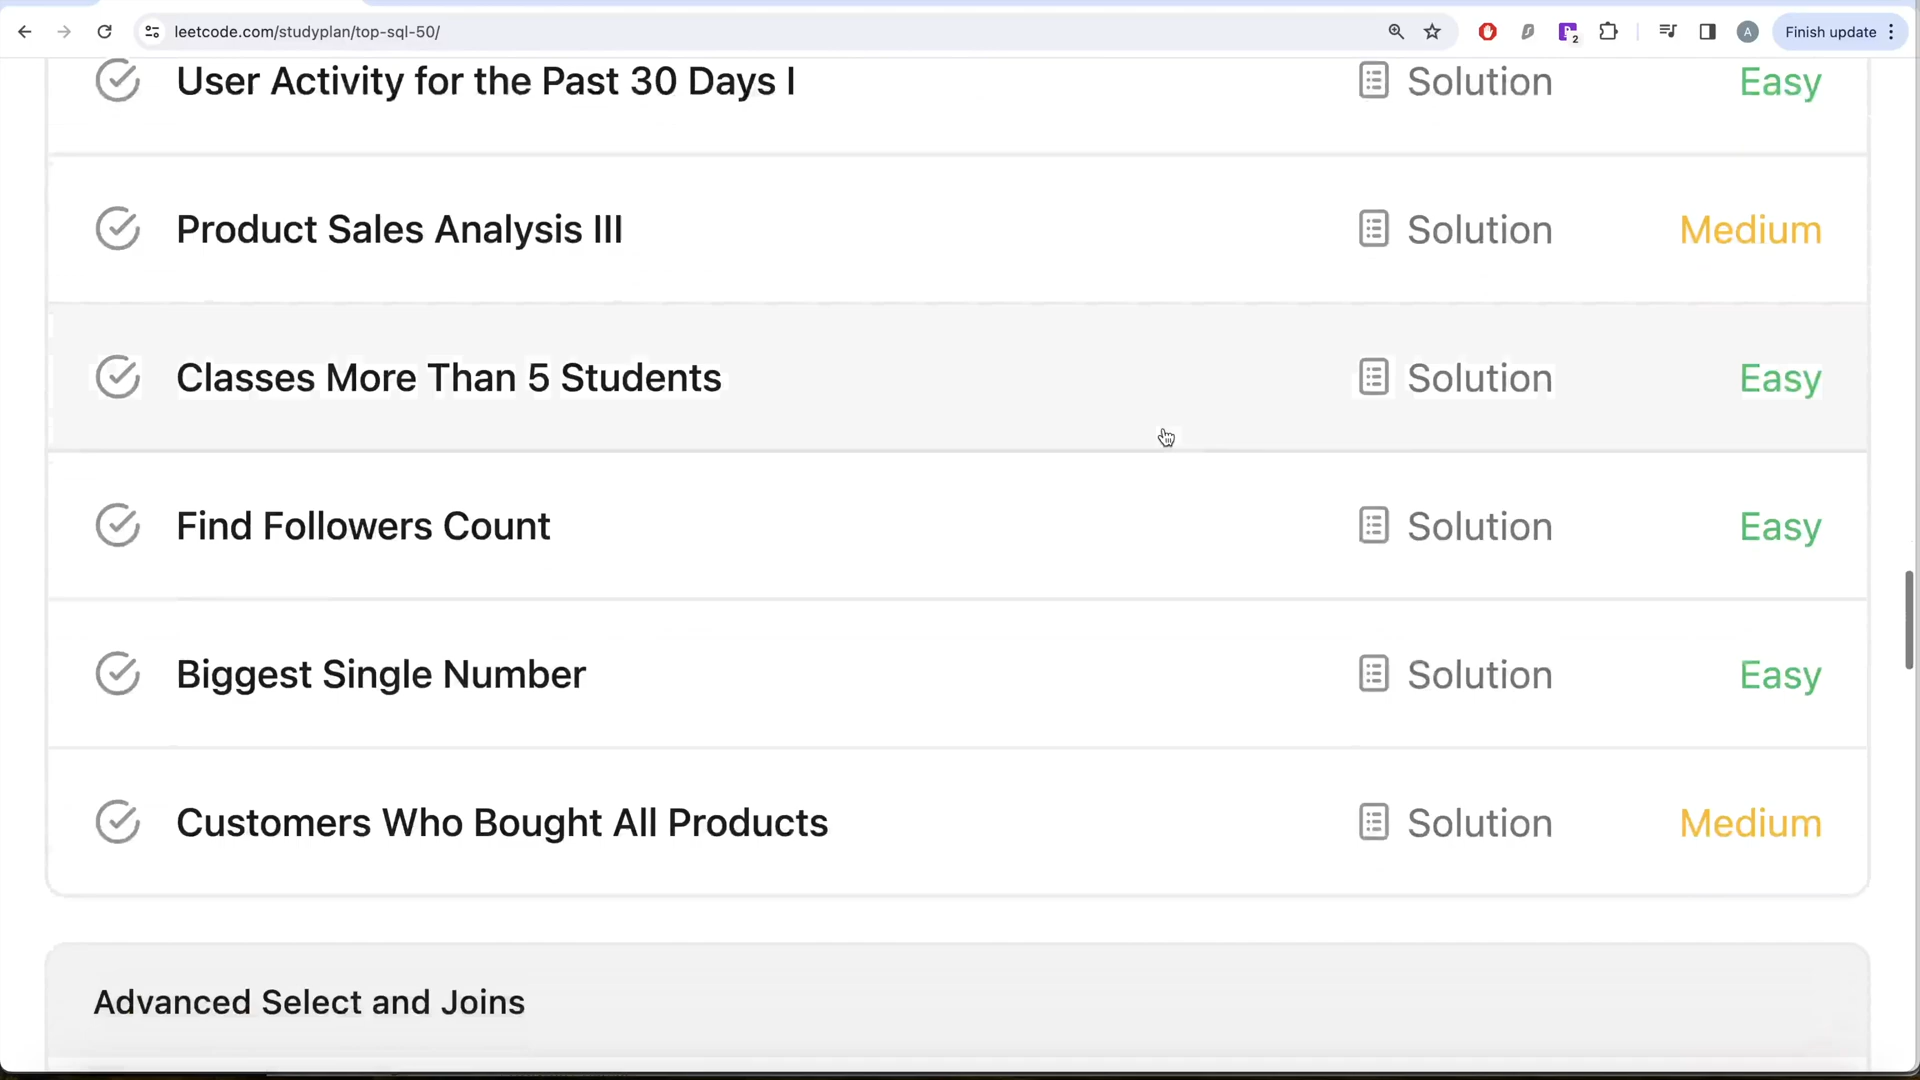 leetcode.com/studyplan/top-sql-50/
2
A
Finish update
User Activity for the Past 30 Days I Solution Easy
Product Sales Analysis III Solution Medium
Classes More Than 5 Students Solution Easy
Find Followers Count Solution Easy
Biggest Single Number Solution Easy
Customers Who Bought All Products Solution Medium
Advanced Select and Joins